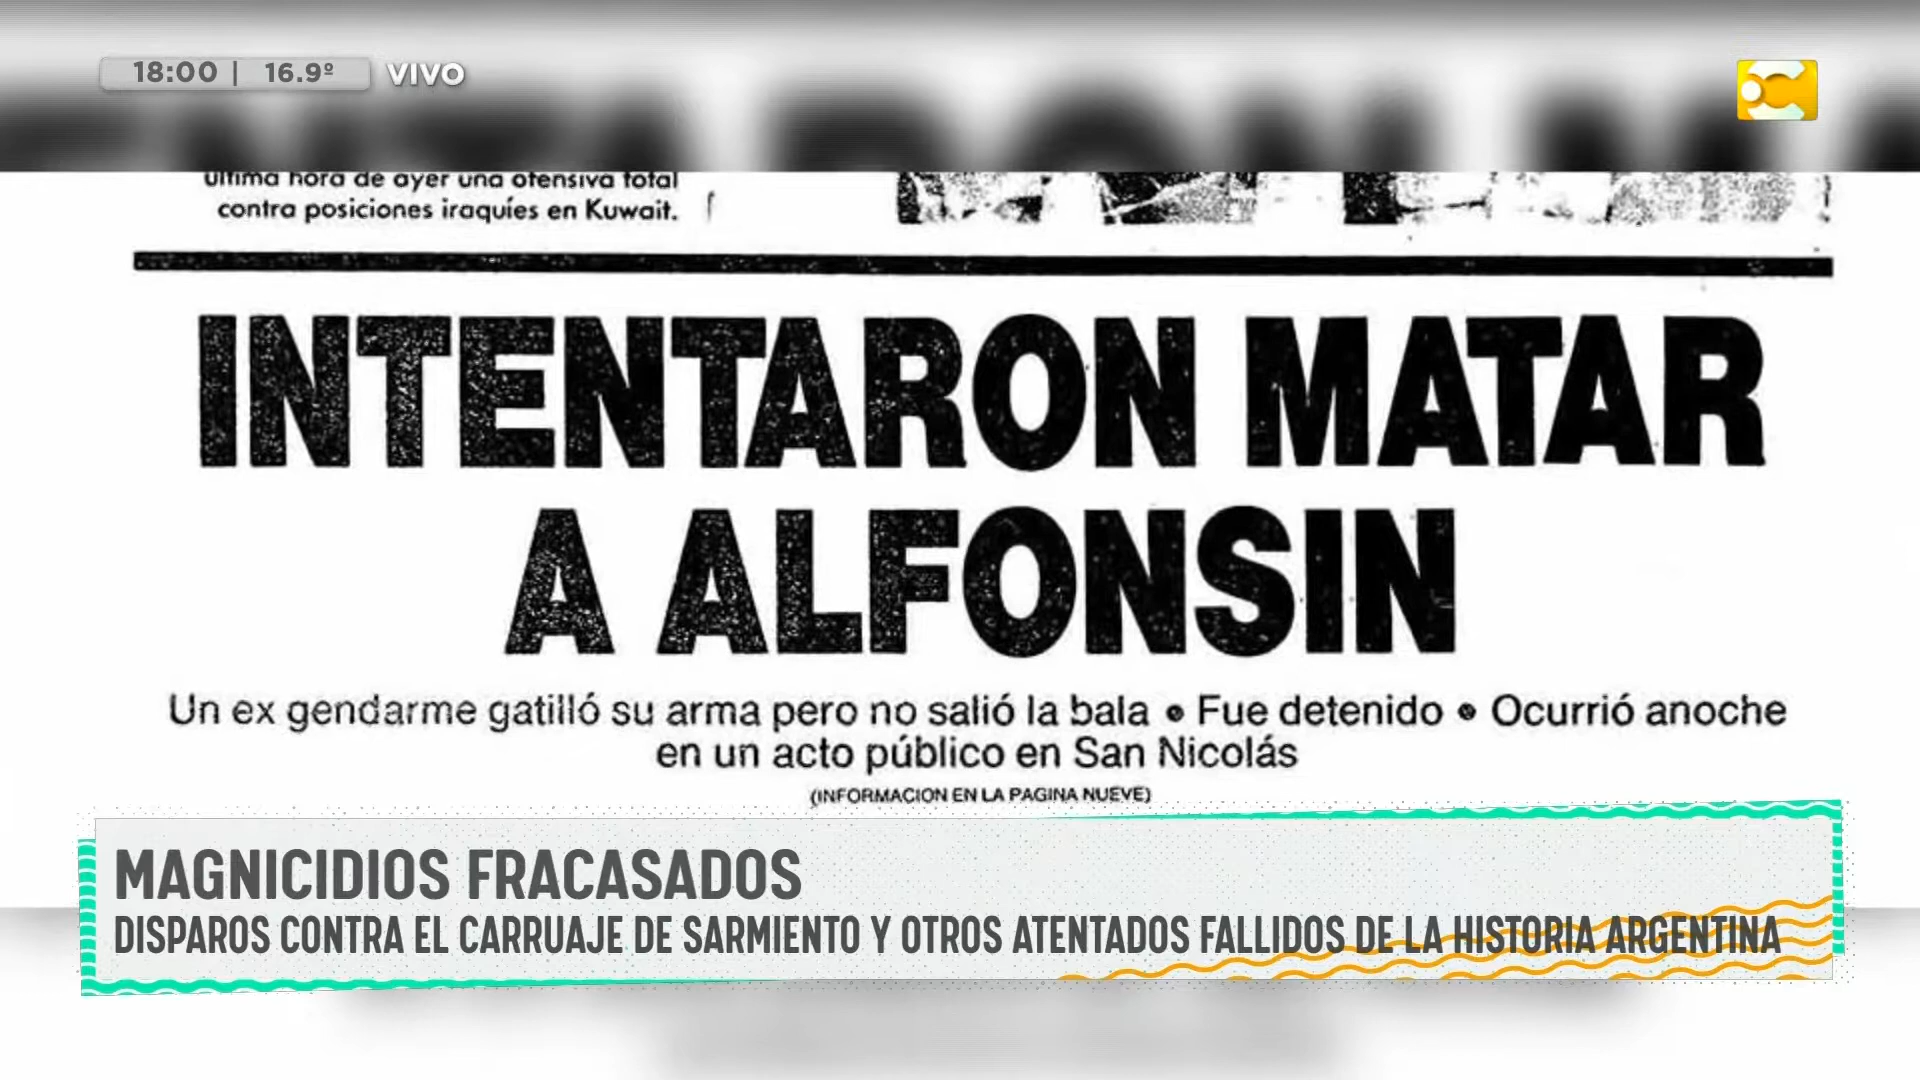 18:00 | 16.9º VIVO
ultima hora de ayer una ofensiva total
contra posiciones iraquíes en Kuwait.
INTENTARON MATAR
A ALFONSIN
Un ex gendarme gatilló su arma pero no salió la bala ● Fue detenido ● Ocurrió anoche
en un acto público en San Nicolás
(INFORMACION EN LA PAGINA NUEVE)
MAGNICIDIOS FRACASADOS
DISPAROS CONTRA EL CARRUAJE DE SARMIENTO Y OTROS ATENTADOS FALLIDOS DE LA HISTORIA ARGENTINA